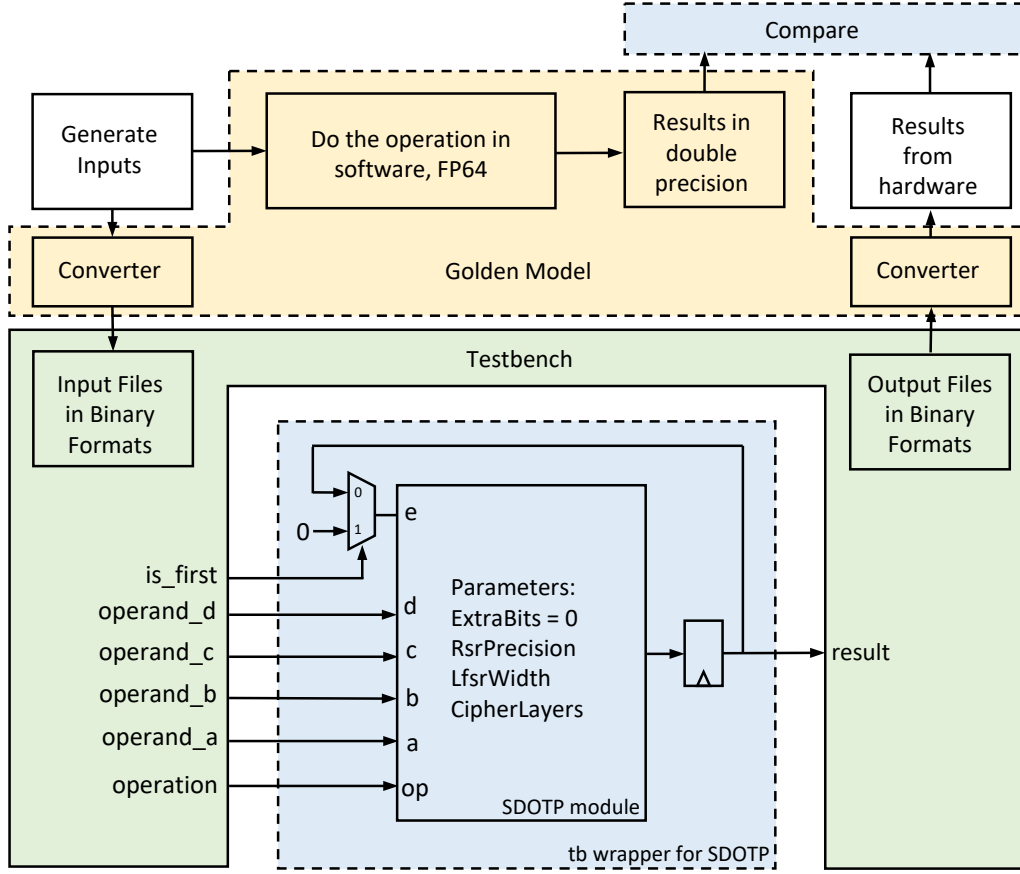 Compare
Generate
Inputs
Do the operation in
software, FP64
Results in
double
precision
Results
from
hardware
Converter
Golden Model
Converter
Testbench
Input Files
in Binary
Formats
Output Files
in Binary
Formats
0
0
1
e
is_first
operand_d
operand_c
operand_b
operand_a
operation
d
c
b
a
op
Parameters:
ExtraBits = 0
RsrPrecision
LfsrWidth
CipherLayers
SDOTP module
result
tb wrapper for SDOTP